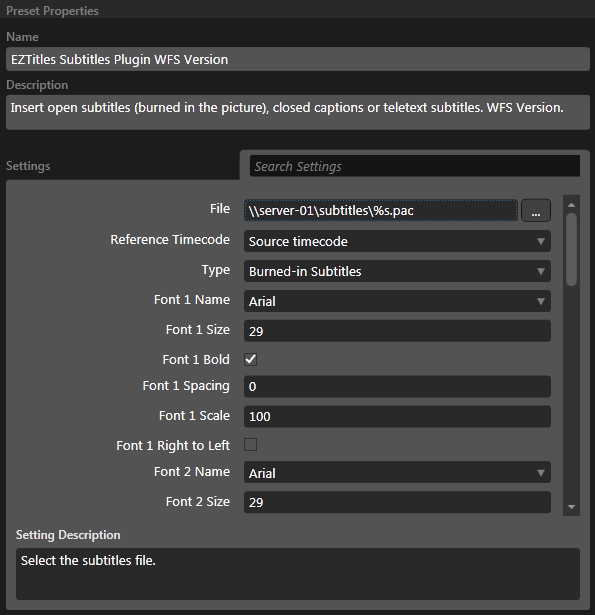 Preset Properties
Name
EZTitles Subtitles Plugin WFS Version
Description
Insert open subtitles (burned in the picture), closed captions or teletext subtitles. WFS Version.
Settings
Search Settings
File \\server-01\subtitles\%s.pac ...
Reference Timecode Source timecode
Type Burned-in Subtitles
Font 1 Name Arial
Font 1 Size 29
Font 1 Bold
Font 1 Spacing 0
Font 1 Scale 100
Font 1 Right to Left
Font 2 Name Arial
Font 2 Size 29
Setting Description
Select the subtitles file.